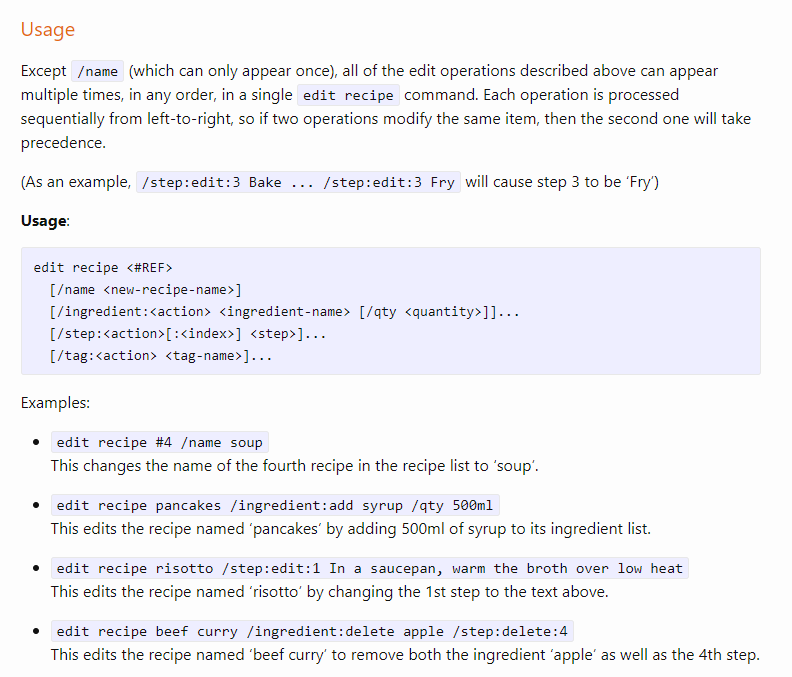 Usage
Except /name (which can only appear once), all of the edit operations described above can appear
multiple times, in any order, in a single edit recipe command. Each operation is processed
sequentially from left-to-right, so if two operations modify the same item, then the second one will take
precedence.
(As an example, /step:edit:3 Bake ... /step:edit:3 Fry will cause step 3 to be ‘Fry’)
Usage:
edit recipe <#REF>
  [/name <new-recipe-name>]
  [/ingredient:<action> <ingredient-name> [/qty <quantity>]]...
  [/step:<action>[:<index>] <step>]...
  [/tag:<action> <tag-name>]...
Examples:
• edit recipe #4 /name soup
This changes the name of the fourth recipe in the recipe list to ‘soup’.
• edit recipe pancakes /ingredient:add syrup /qty 500ml
This edits the recipe named ‘pancakes’ by adding 500ml of syrup to its ingredient list.
• edit recipe risotto /step:edit:1 In a saucepan, warm the broth over low heat
This edits the recipe named ‘risotto’ by changing the 1st step to the text above.
• edit recipe beef curry /ingredient:delete apple /step:delete:4
This edits the recipe named ‘beef curry’ to remove both the ingredient ‘apple’ as well as the 4th step.